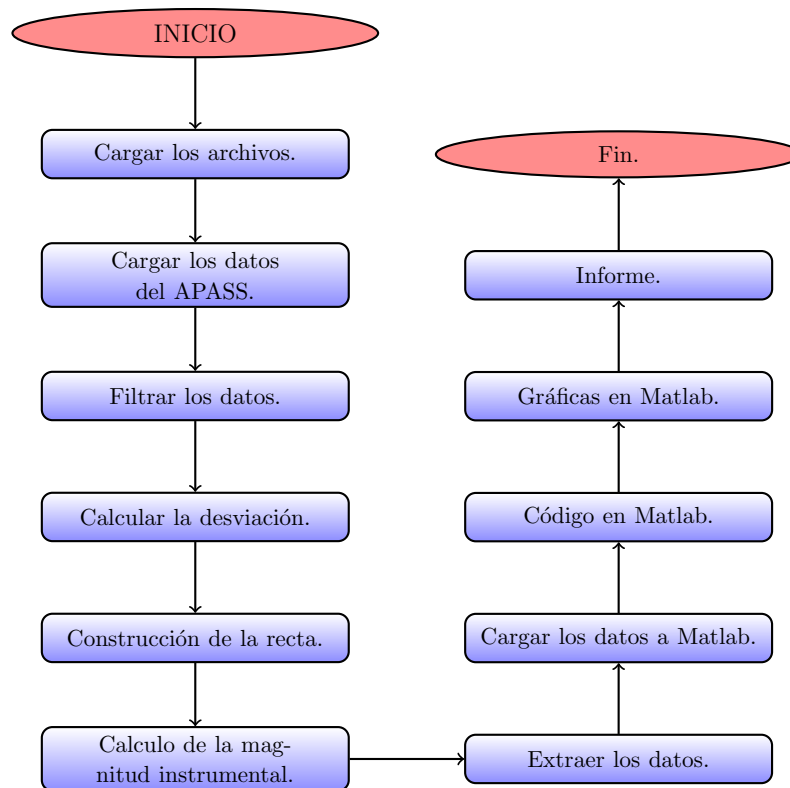 INICIO
Cargar los archivos.
Cargar los datos
del APASS.
Filtrar los datos.
Calcular la desviación.
Construcción de la recta.
Calculo de la mag-
nitud instrumental.
Extraer los datos.
Cargar los datos a Matlab.
Código en Matlab.
Gráficas en Matlab.
Informe.
Fin.